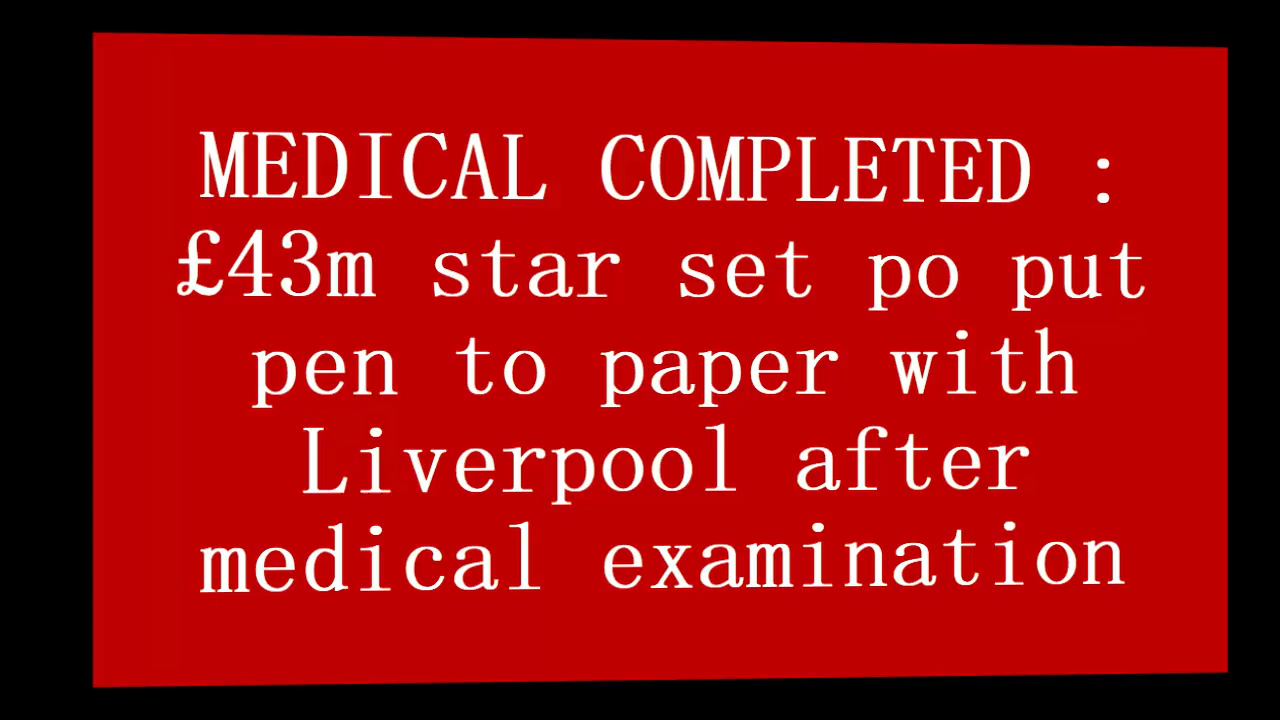 MEDICAL COMPLETED :
£43m star set po put
pen to paper with
Liverpool after
medical examination